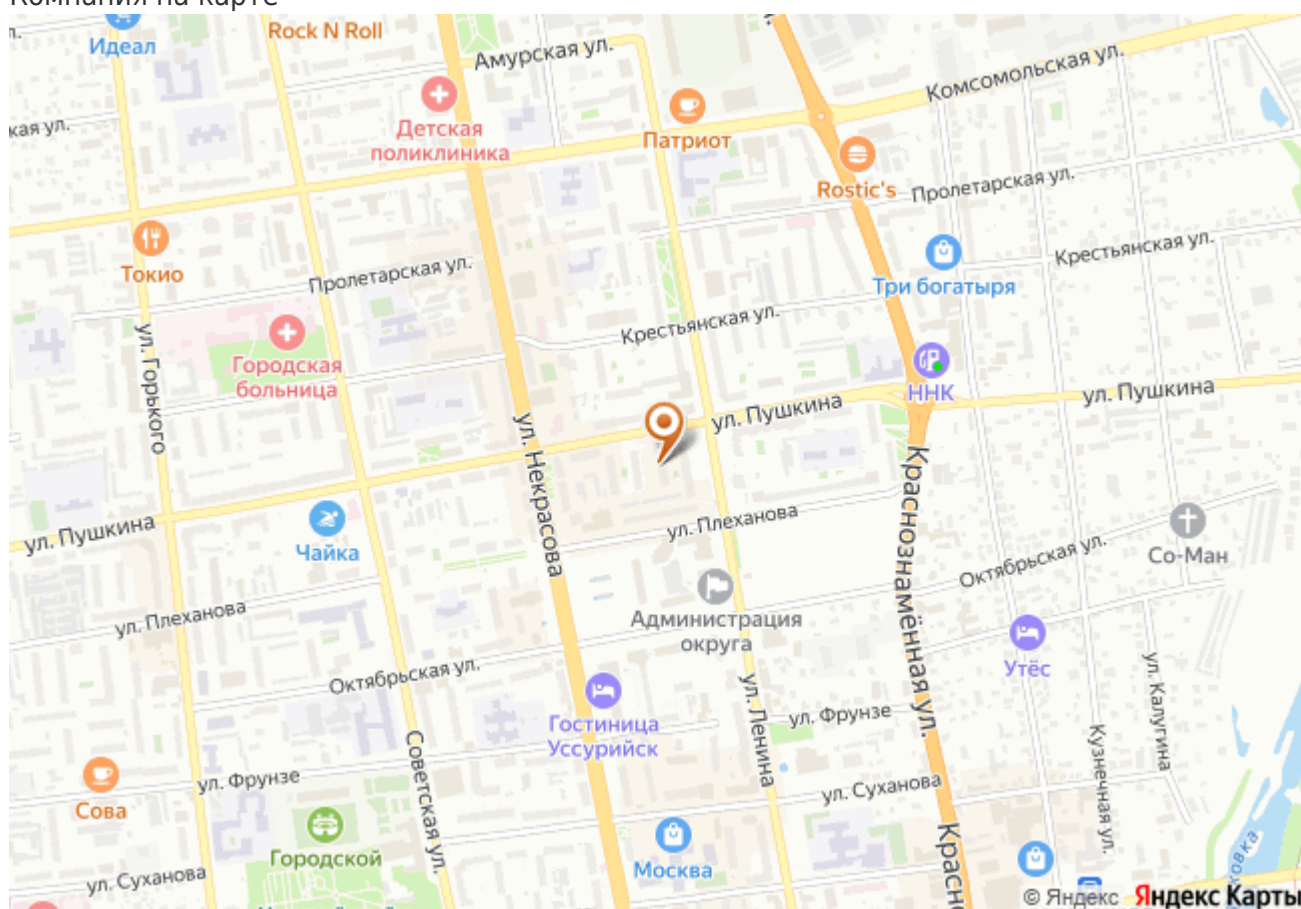 Компания на карте
Идеал
Rock N Roll
Амурская ул.
Комсомольская ул.
кая ул.
Детская
поликлиника
Патриот
Rostic's
Пролетарская ул.
Токио
Пролетарская ул.
Крестьянская ул.
Три богатыря
Крестьянская ул.
ул. Горького
Городская
больница
ННК
ул. Пушкина
ул. Пушкина
ул. Некрасова
Краснознамённая ул.
ул. Пушкина
Чайка
ул. Плеханова
Со-Ман
Октябрьская ул.
ул. Плеханова
Администрация
округа
Утёс
Октябрьская ул.
ул. Калугина
ул. Ленина
Гостиница
Уссурийск
ул. Фрунзе
Кузнечная ул.
Советская ул.
ул. Фрунзе
Сова
ул. Суханова
Городской
Москва
Красн
ул. Суханова
© Яндекс Яндекс Карты